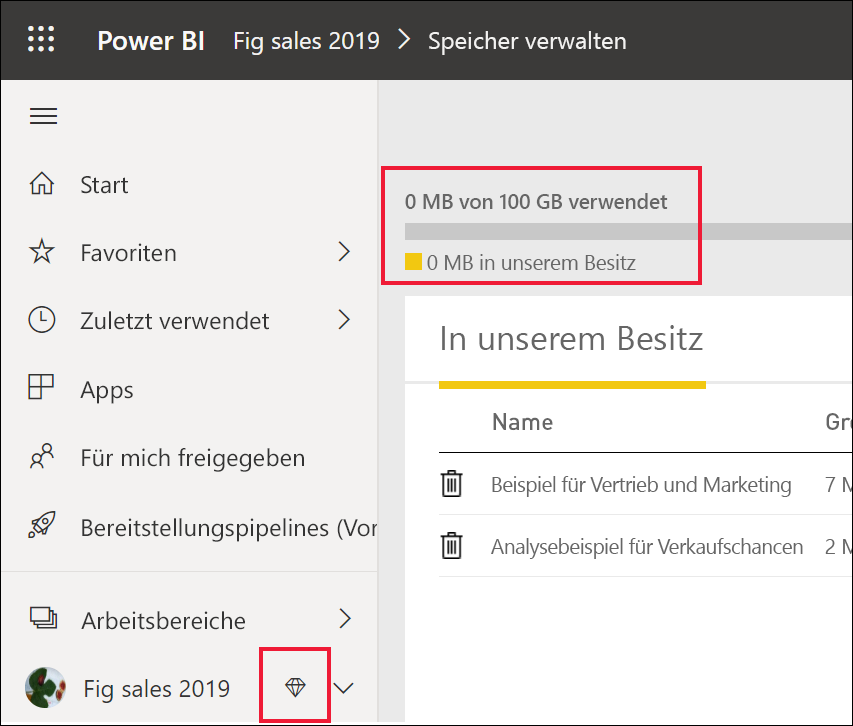 Power BI Fig sales 2019 > Speicher verwalten
Start
Favoriten
Zuletzt verwendet
Apps
Für mich freigegeben
Bereitstellungspipelines (Vor
Arbeitsbereiche
Fig sales 2019
0 MB von 100 GB verwendet
0 MB in unserem Besitz
In unserem Besitz
Name Gr
Beispiel für Vertrieb und Marketing 7 M
Analysebeispiel für Verkaufschancen 2 M